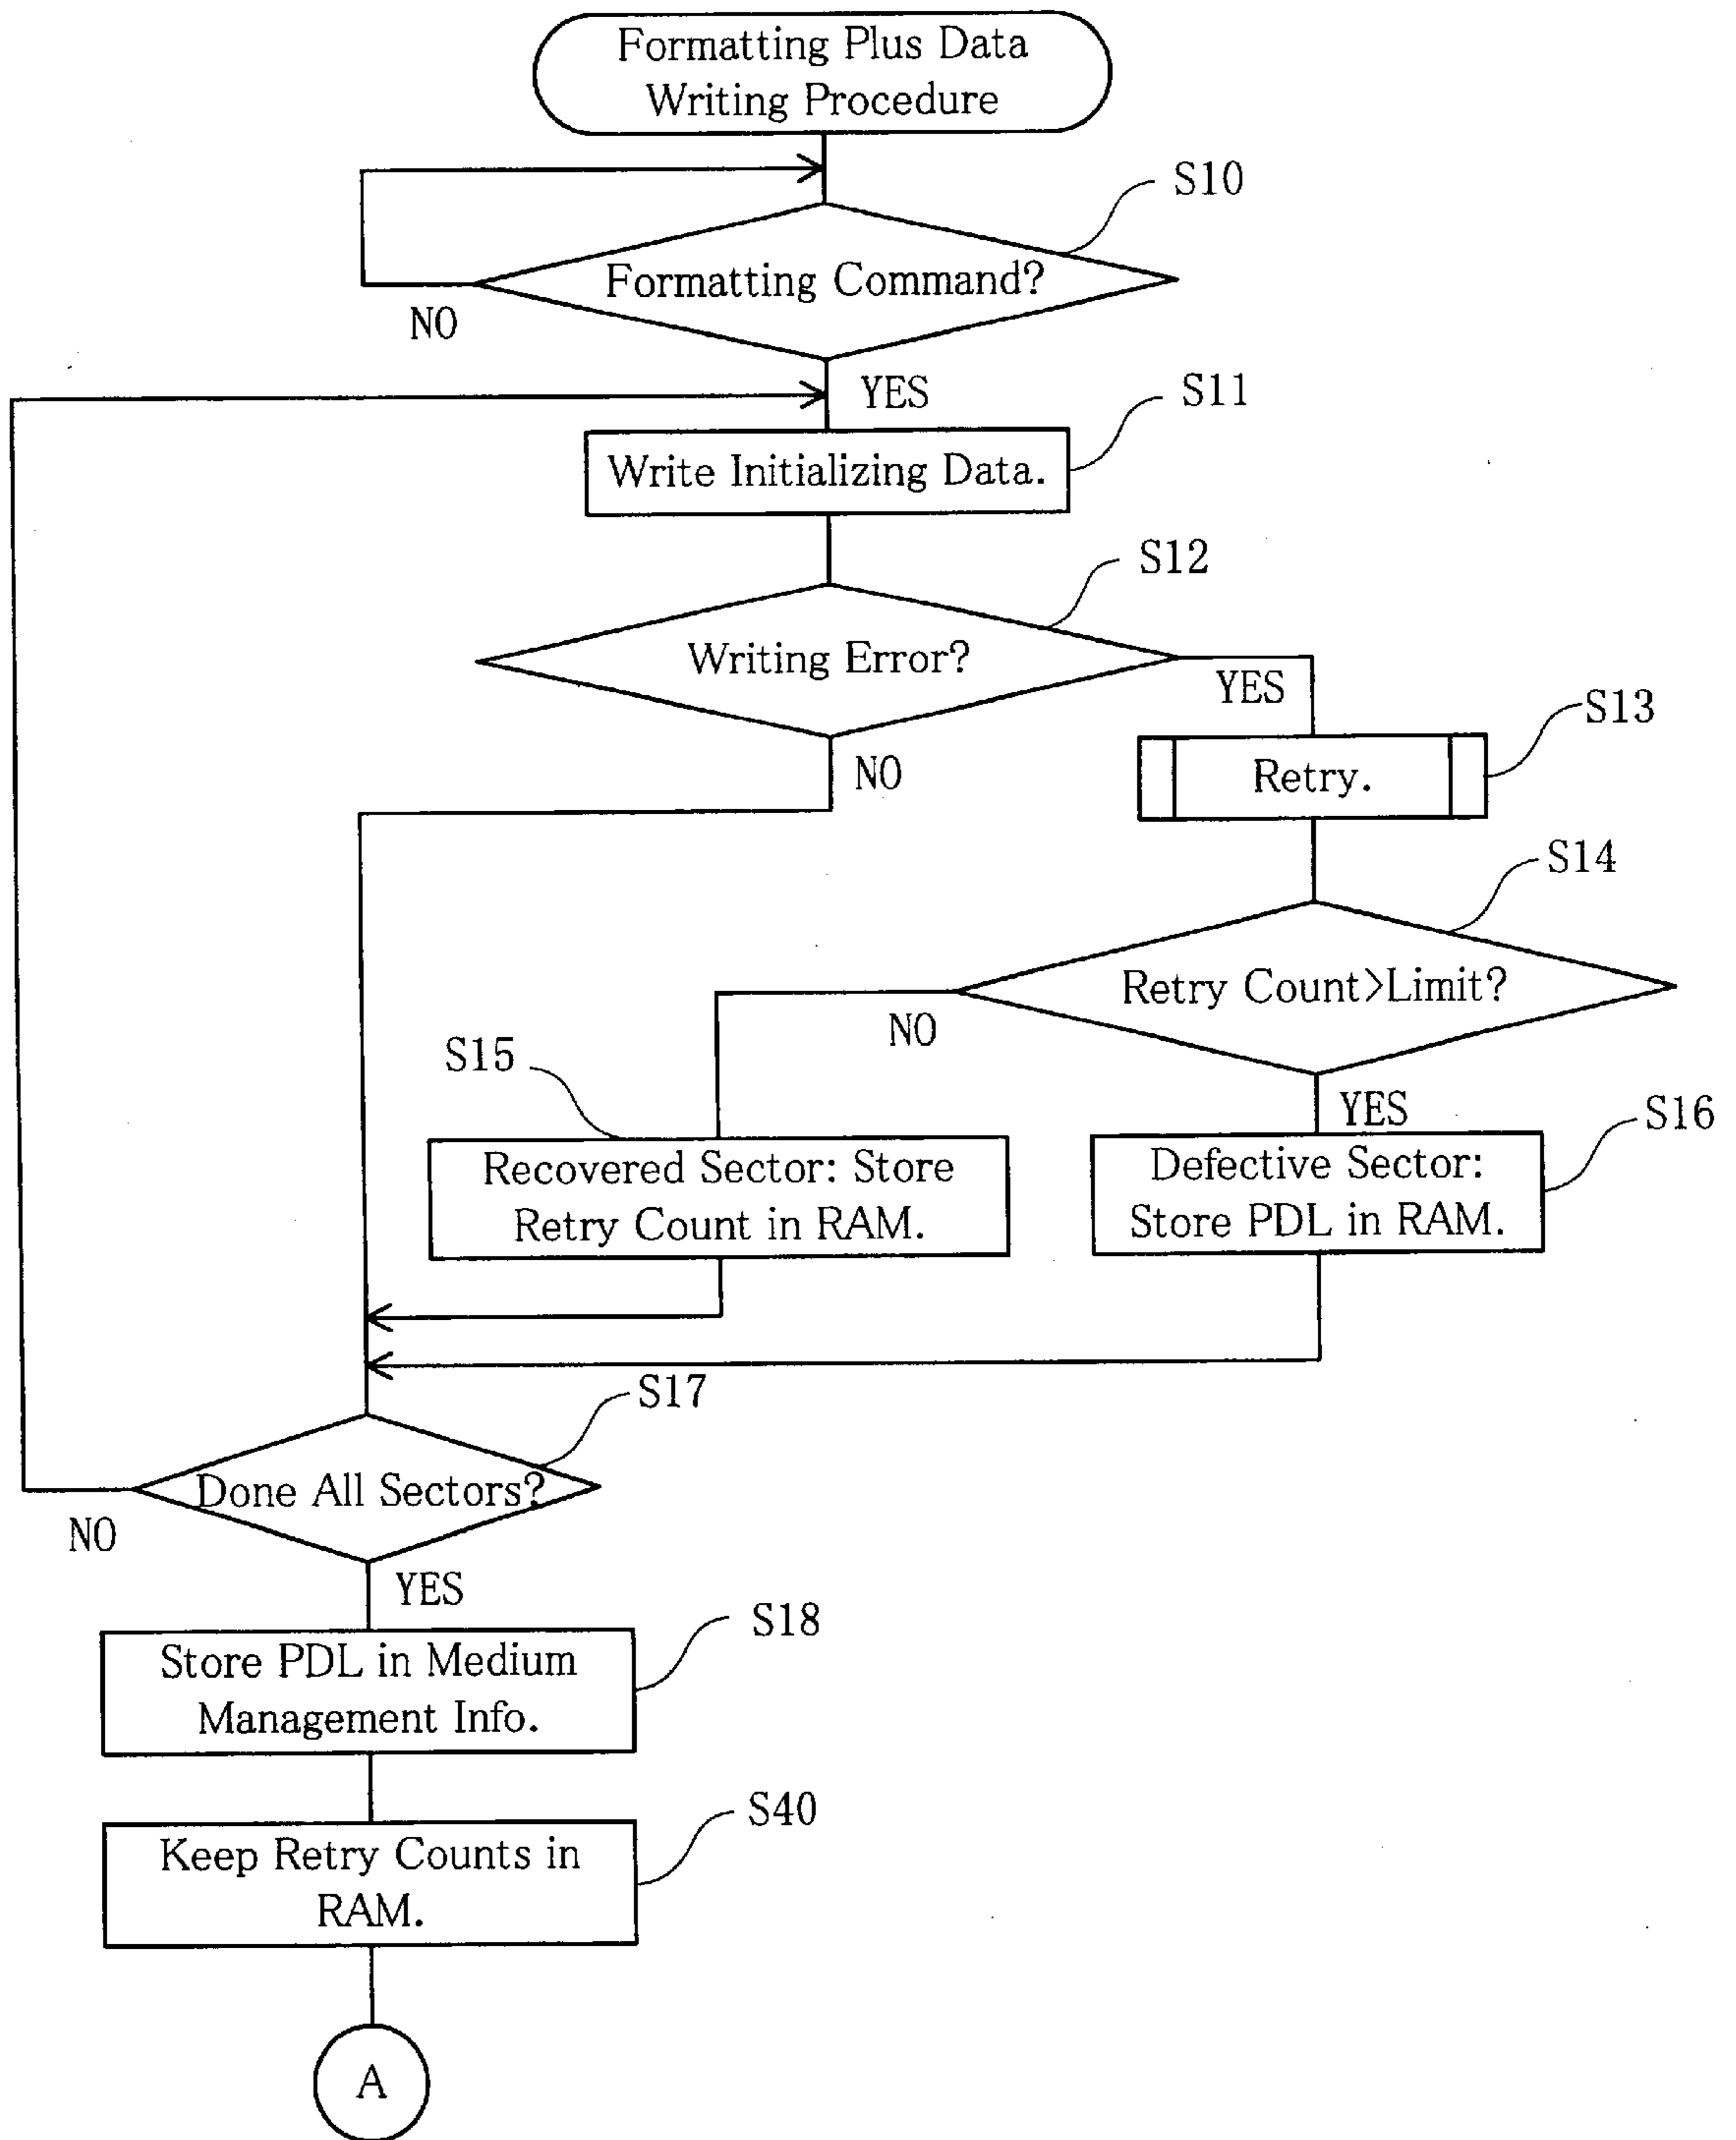 Formatting Plus Data
Writing Procedure
S10
Formatting Command?
NO
YES
S11
Write Initializing Data.
S12
Writing Error?
YES
S13
NO
Retry.
S14
Retry Count>Limit?
NO
S15
YES
S16
Recovered Sector: Store
Retry Count in RAM.
Defective Sector:
Store PDL in RAM.
S17
Done All Sectors?
NO
YES
S18
Store PDL in Medium
Management Info.
S40
Keep Retry Counts in
RAM.
A